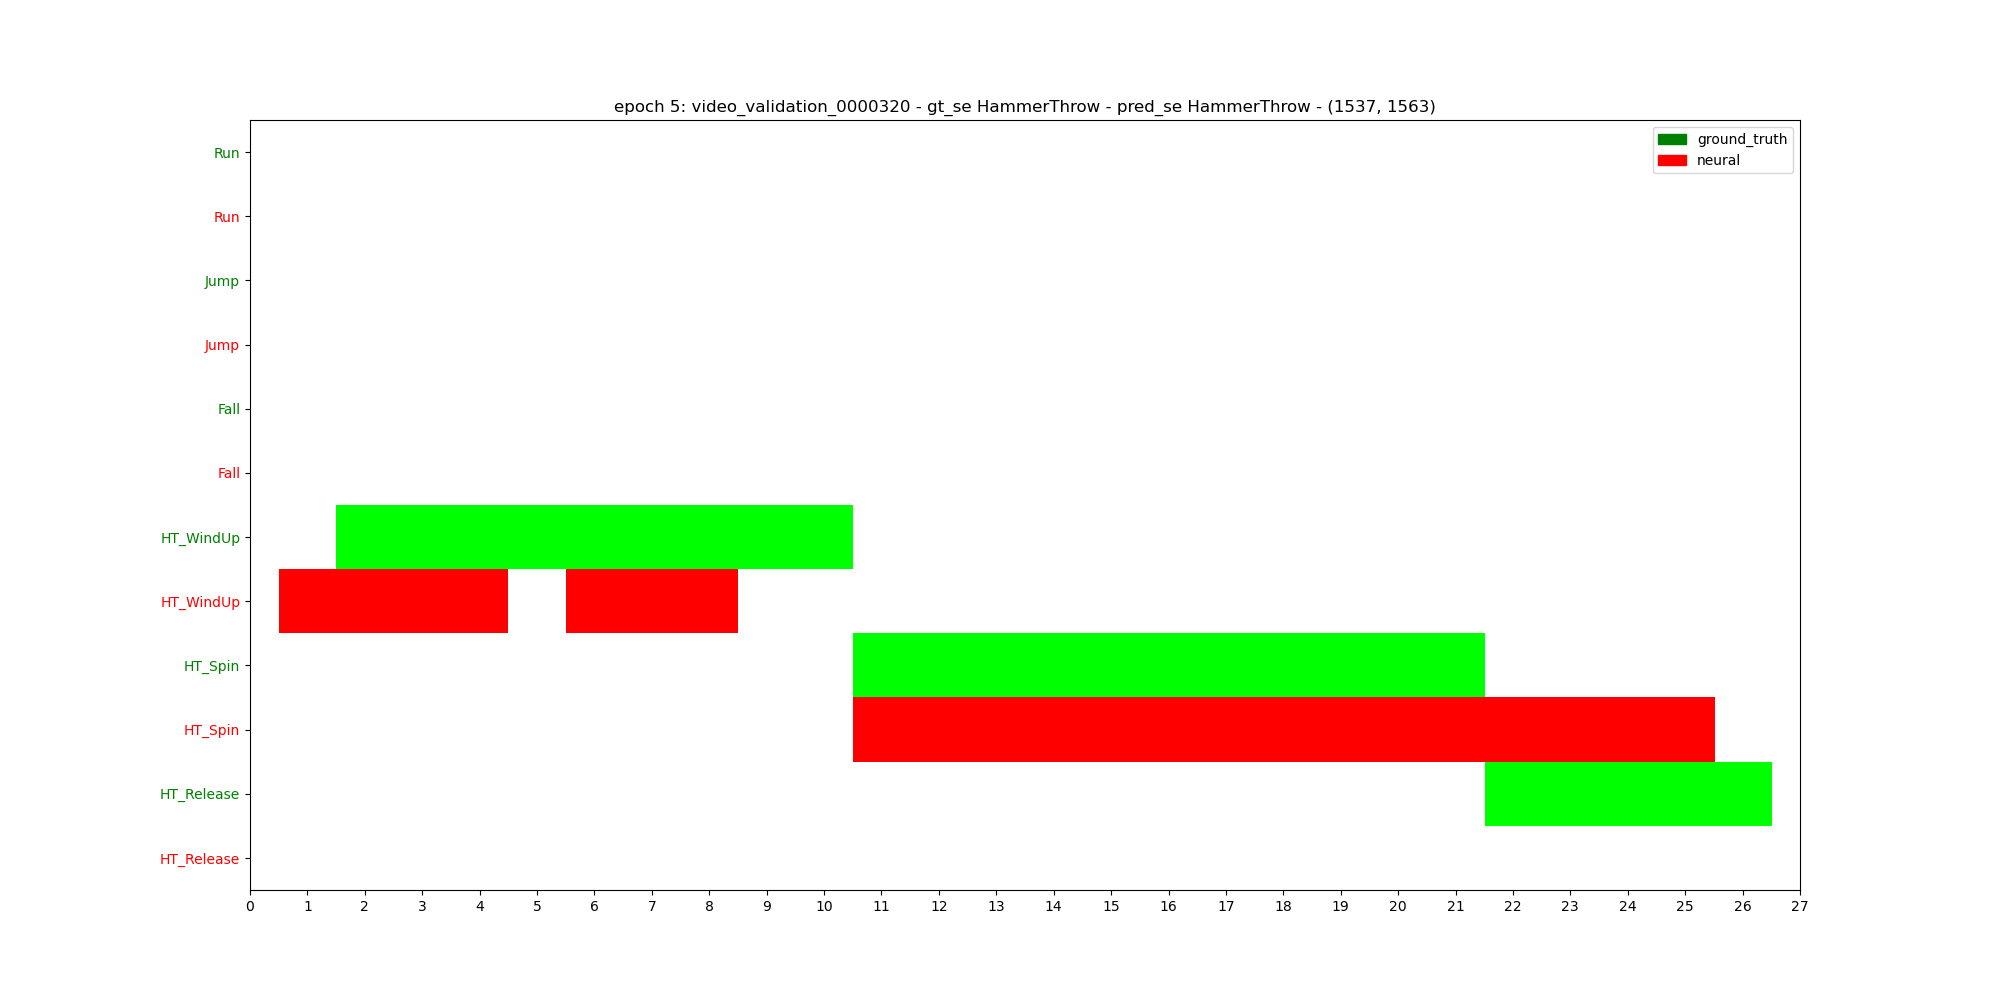 epoch 5: video_validation_0000320 - gt_se HammerThrow - pred_se HammerThrow - (1537, 1563)
ground_truth
neural
Run
Run
Jump
Jump
Fall
Fall
HT_WindUp
HT_WindUp
HT_Spin
HT_Spin
HT_Release
HT_Release
0 1 2 3 4 5 6 7 8 9 10 11 12 13 14 15 16 17 18 19 20 21 22 23 24 25 26 27